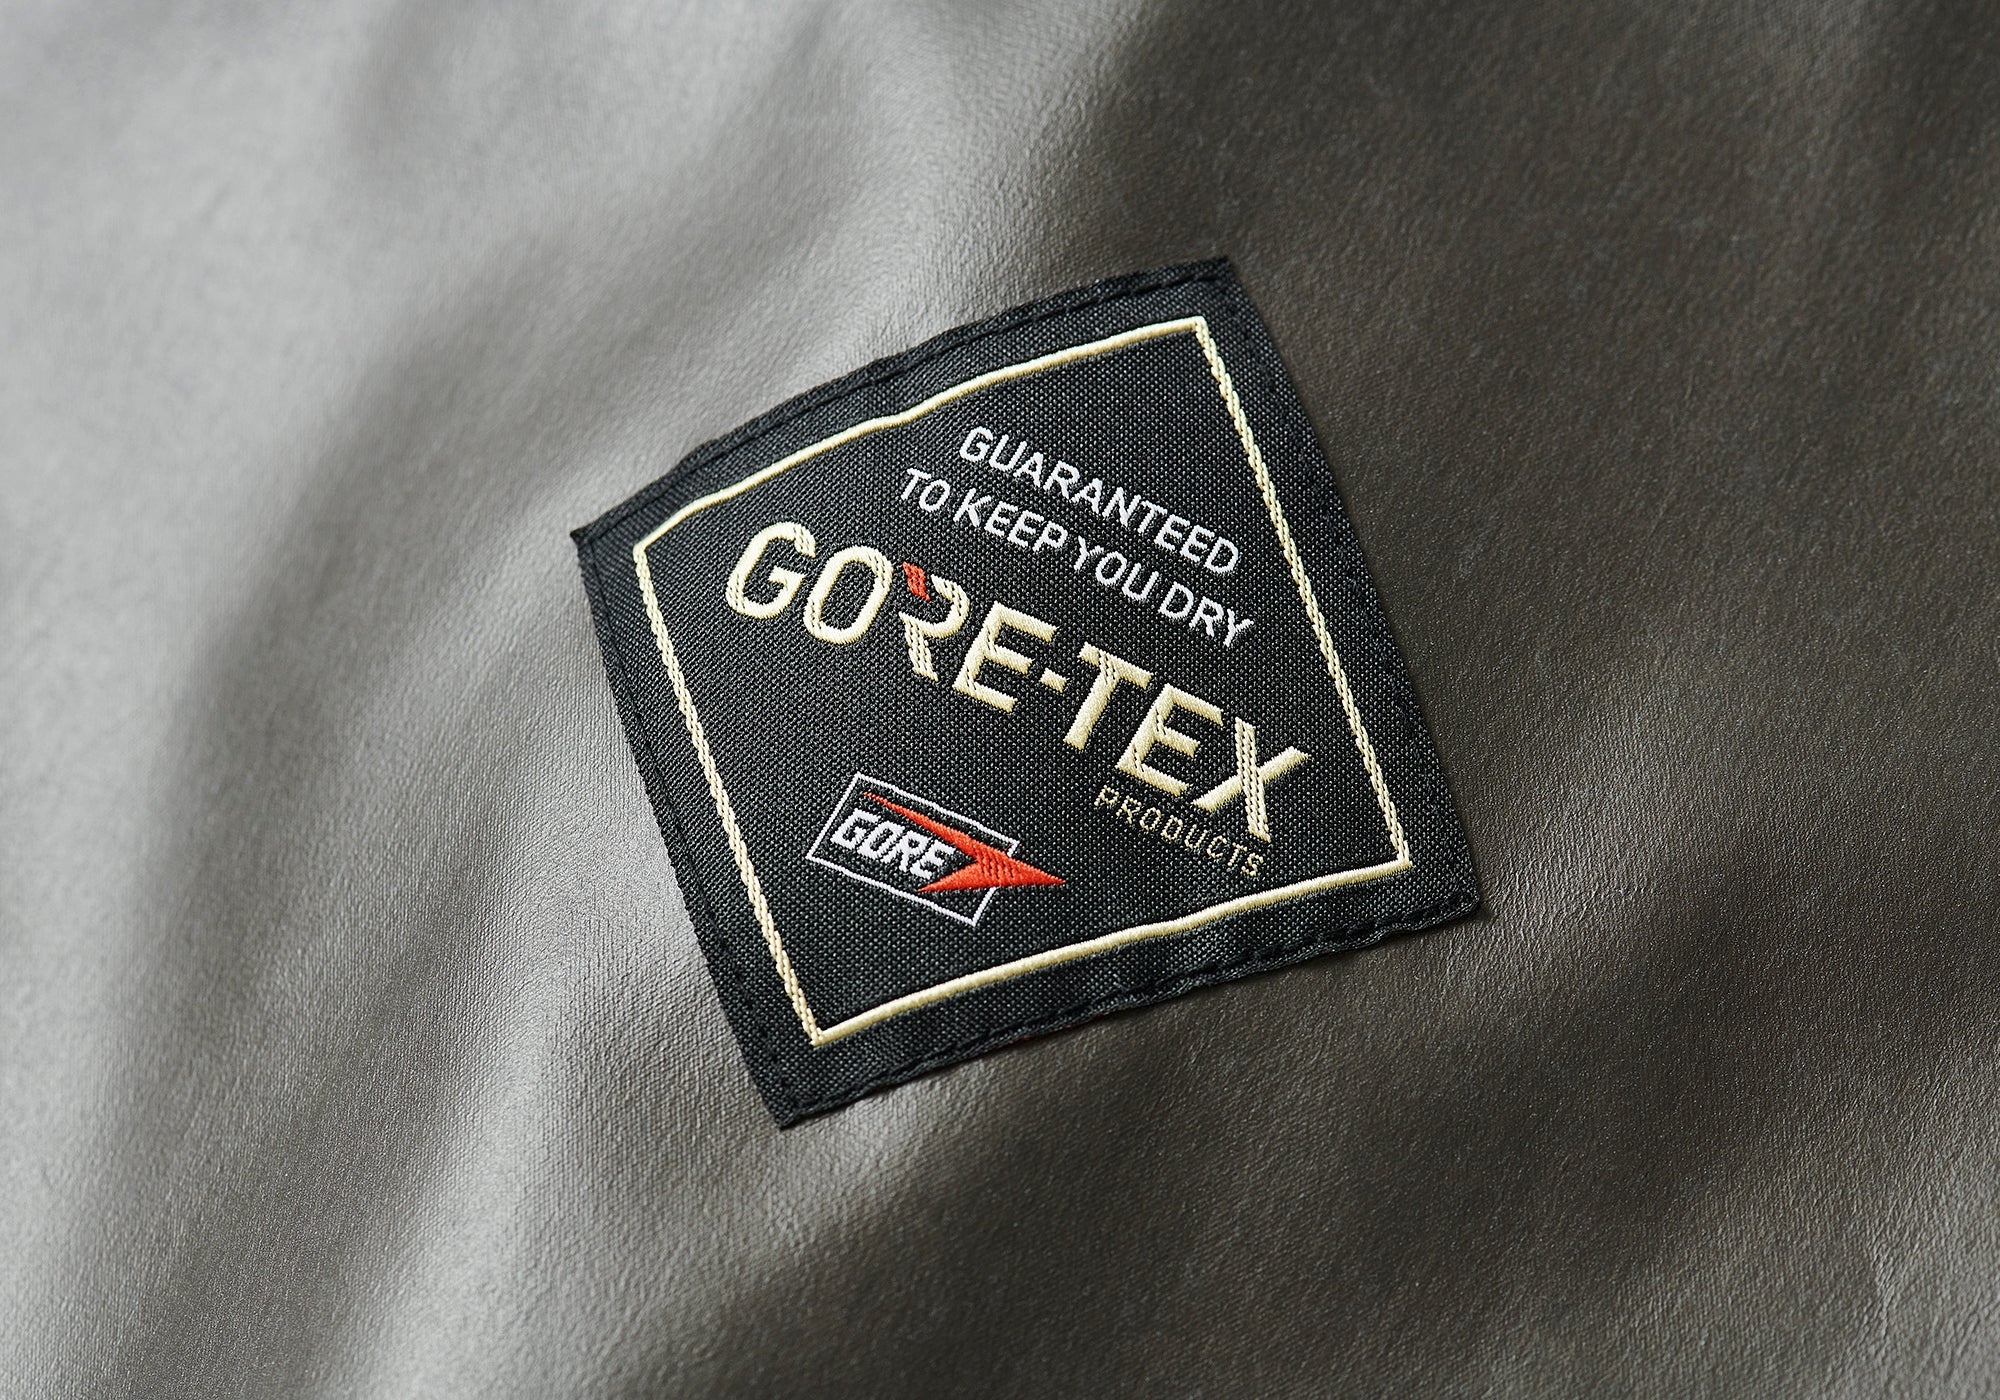 GUARANTEED
TO KEEP YOU DRY
GORE-TEX
PRODUCTS
GORE